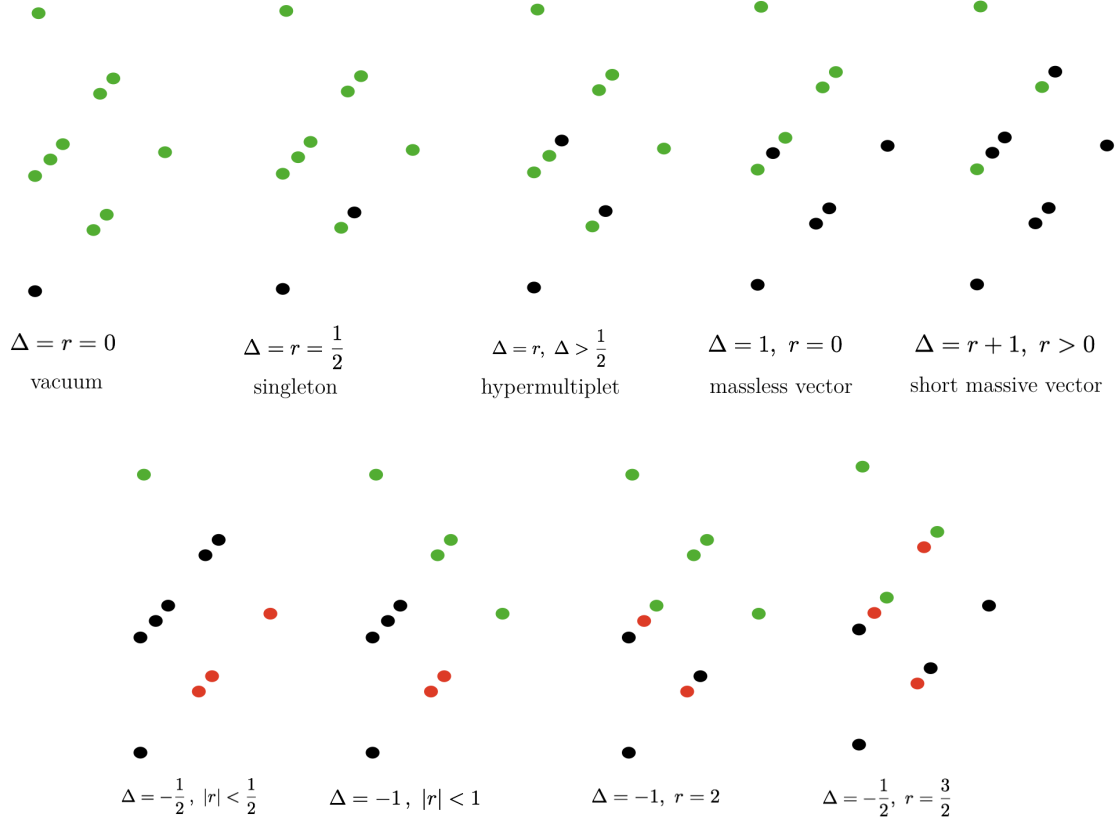 Δ = r = 0
vacuum
Δ = r = 1/2
singleton
Δ = r, Δ > 1/2
hypermultiplet
Δ = 1, r = 0
massless vector
Δ = r + 1, r > 0
short massive vector
Δ = −1/2, |r| < 1/2
Δ = −1, |r| < 1
Δ = −1, r = 2
Δ = −1/2, r = 3/2